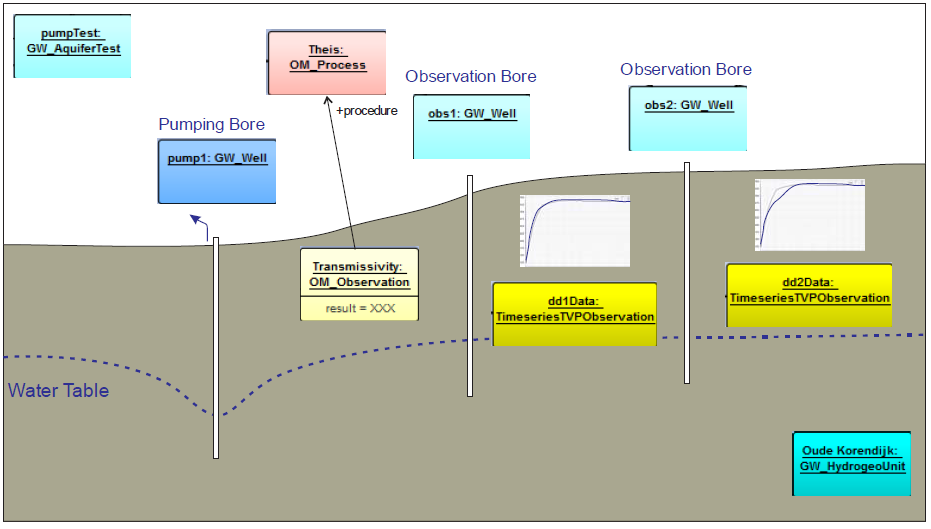 pumpTest:
GW_AquiferTest
Theis:
OM_Process
+procedure
Observation Bore
obs1: GW_Well
Observation Bore
obs2: GW_Well
Pumping Bore
pump1: GW_Well
Transmissivity:
OM_Observation
result = XXX
dd1Data:
TimeseriesTVPObservation
dd2Data:
TimeseriesTVPObservation
Water Table
Oude Korendijk:
GW_HydrogeoUnit